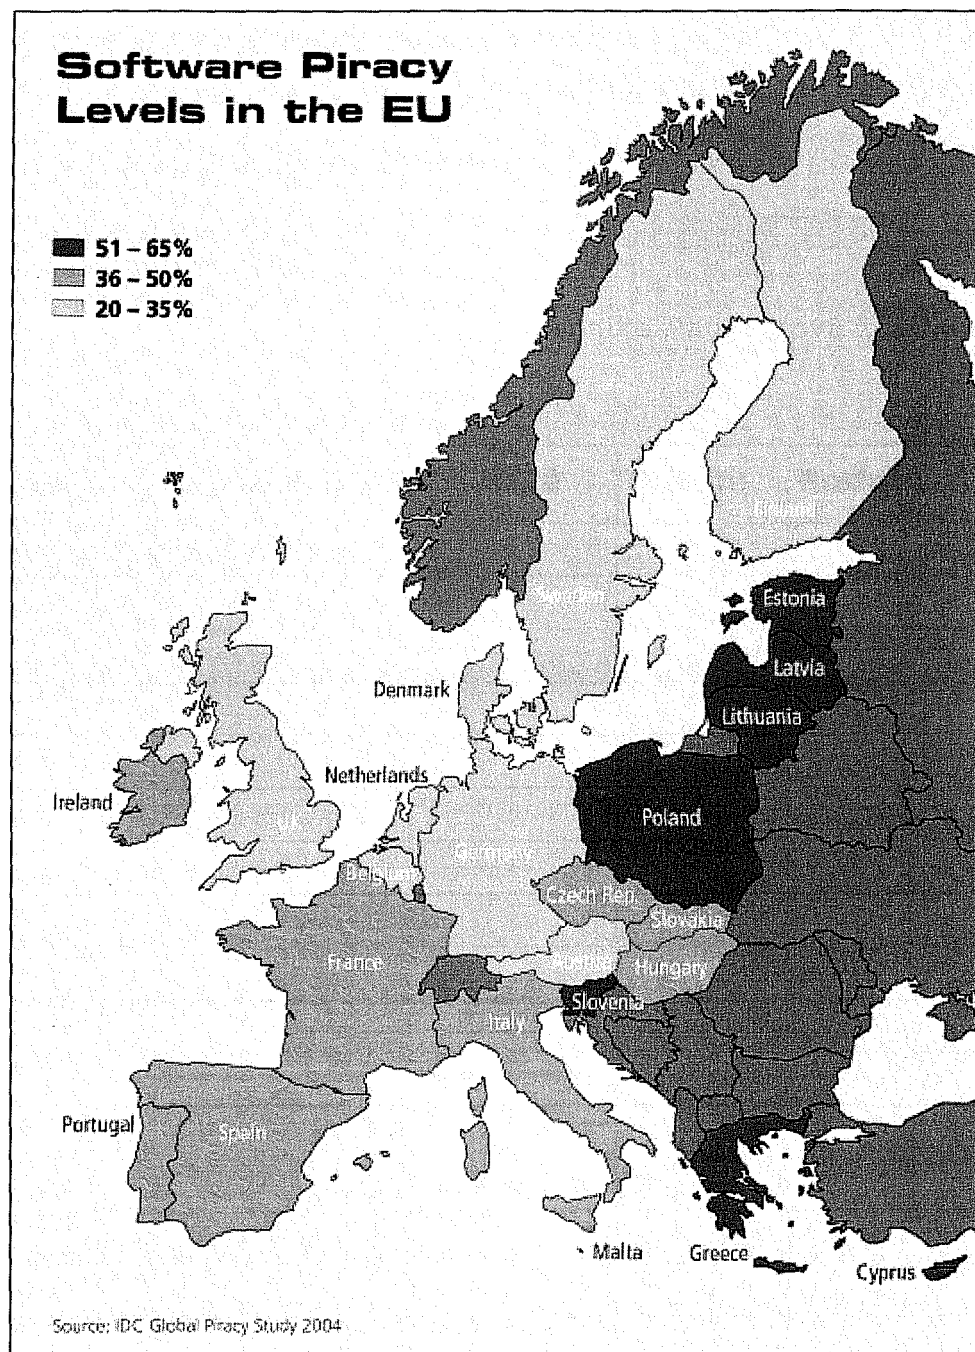 Software Piracy
Levels in the EU
51 – 65%
36 – 50%
20 – 35%
Finland
Sweden
Estonia
Latvia
Denmark
Lithuania
Netherlands
Ireland
UK
Poland
Germany
Belgium
Czech Rep.
Slovakia
France
Austria
Hungary
Slovenia
Italy
Portugal
Spain
Malta
Greece
Cyprus
Source: IDC Global Piracy Study 2004